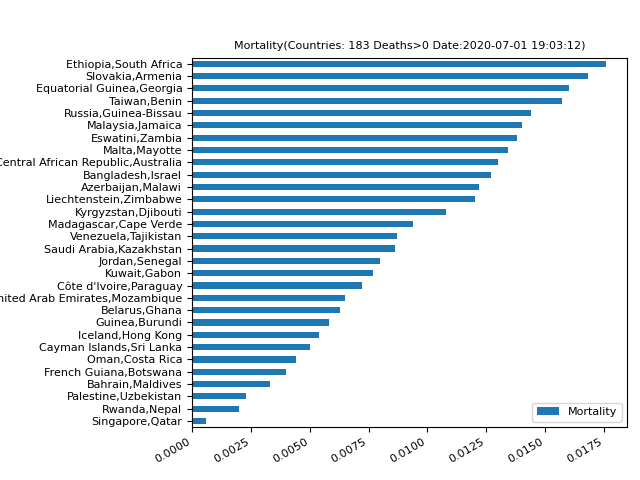 Mortality(Countries: 183 Deaths>0 Date:2020-07-01 19:03:12)
Ethiopia,South Africa
Slovakia,Armenia
Equatorial Guinea,Georgia
Taiwan,Benin
Russia,Guinea-Bissau
Malaysia,Jamaica
Eswatini,Zambia
Malta,Mayotte
Central African Republic,Australia
Bangladesh,Israel
Azerbaijan,Malawi
Liechtenstein,Zimbabwe
Kyrgyzstan,Djibouti
Madagascar,Cape Verde
Venezuela,Tajikistan
Saudi Arabia,Kazakhstan
Jordan,Senegal
Kuwait,Gabon
Côte d'Ivoire,Paraguay
nited Arab Emirates,Mozambique
Belarus,Ghana
Guinea,Burundi
Iceland,Hong Kong
Cayman Islands,Sri Lanka
Oman,Costa Rica
French Guiana,Botswana
Bahrain,Maldives
Palestine,Uzbekistan
Rwanda,Nepal
Singapore,Qatar
Mortality
0.0000 0.0025 0.0050 0.0075 0.0100 0.0125 0.0150 0.0175